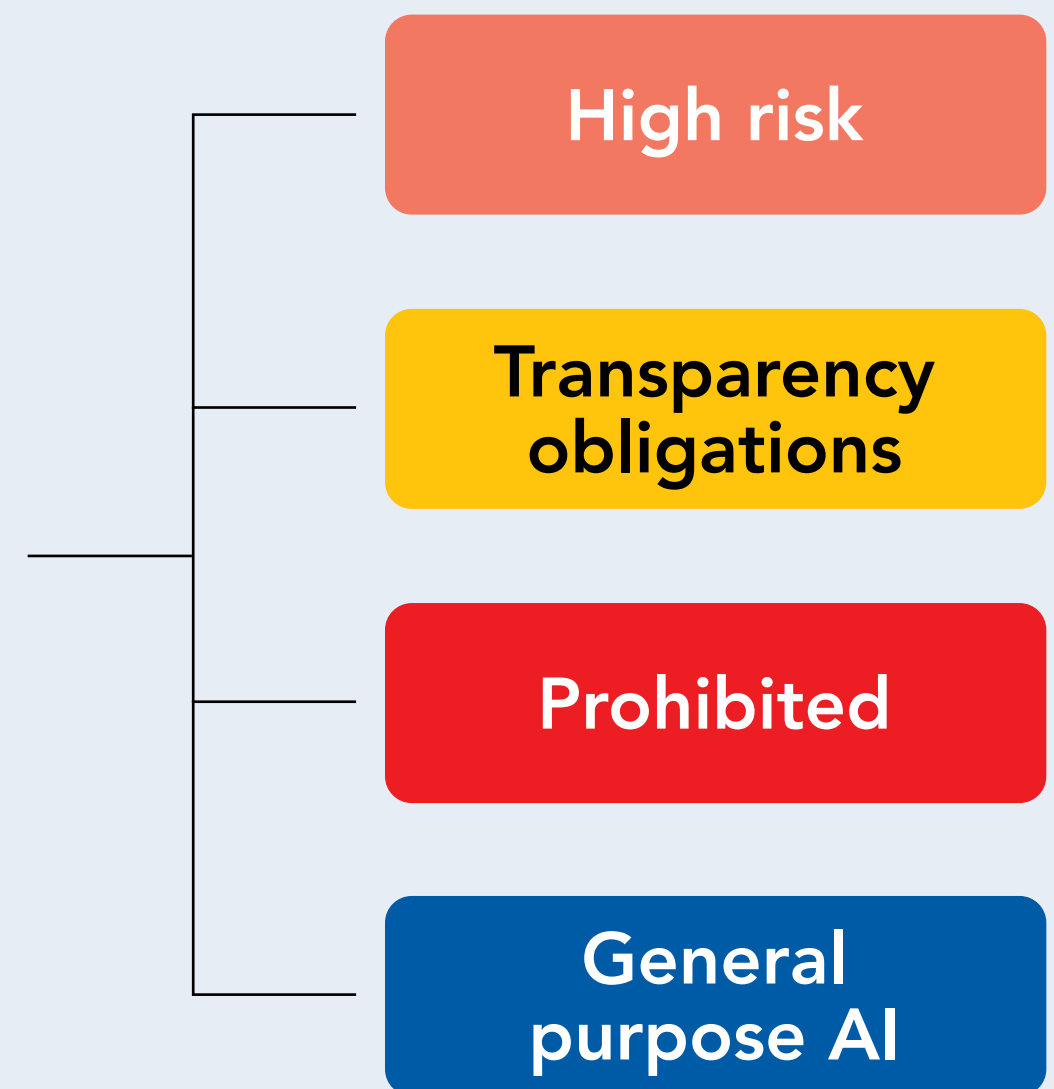 High risk
Transparency
obligations
Prohibited
General
purpose AI